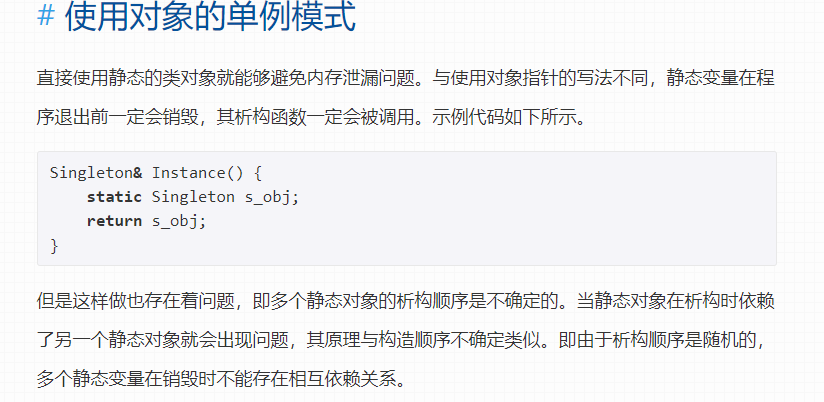 # 使用对象的单例模式
直接使用静态的类对象就能够避免内存泄漏问题。与使用对象指针的写法不同，静态变量在程
序退出前一定会销毁，其析构函数一定会被调用。示例代码如下所示。
Singleton& Instance() {
    static Singleton s_obj;
    return s_obj;
}
但是这样做也存在着问题，即多个静态对象的析构顺序是不确定的。当静态对象在析构时依赖
了另一个静态对象就会出现问题，其原理与构造顺序不确定类似。即由于析构顺序是随机的，
多个静态变量在销毁时不能存在相互依赖关系。